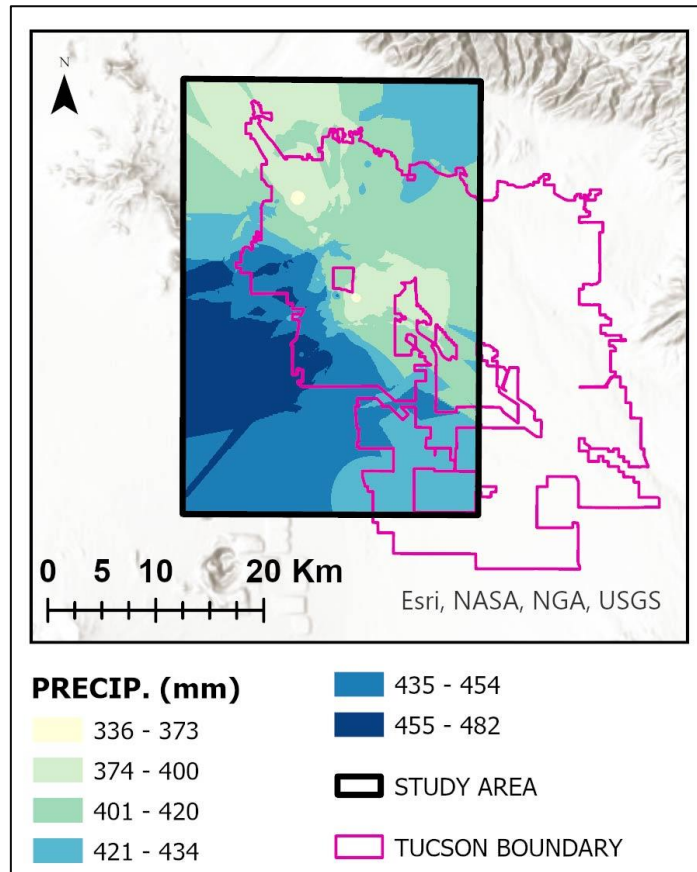 N
0 5 10 20 Km
Esri, NASA, NGA, USGS
PRECIP. (mm)
336 - 373
374 - 400
401 - 420
421 - 434
435 - 454
455 - 482
STUDY AREA
TUCSON BOUNDARY